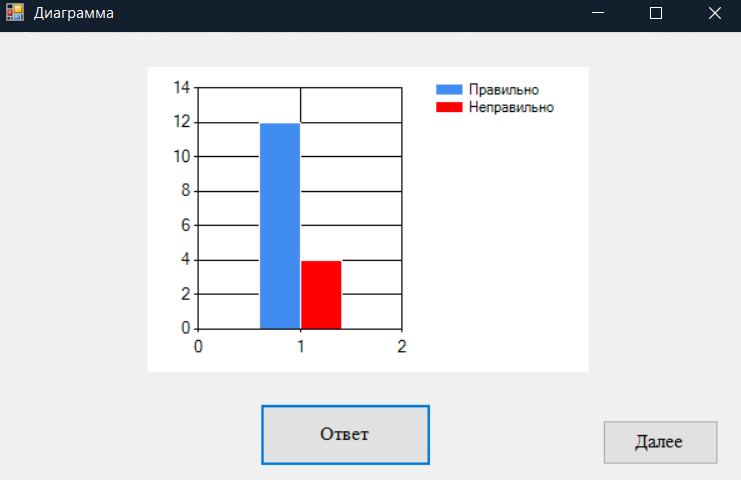 Диаграмма
14
12
10
8
6
4
2
0
0 1 2
Правильно
Неправильно
Ответ
Далее